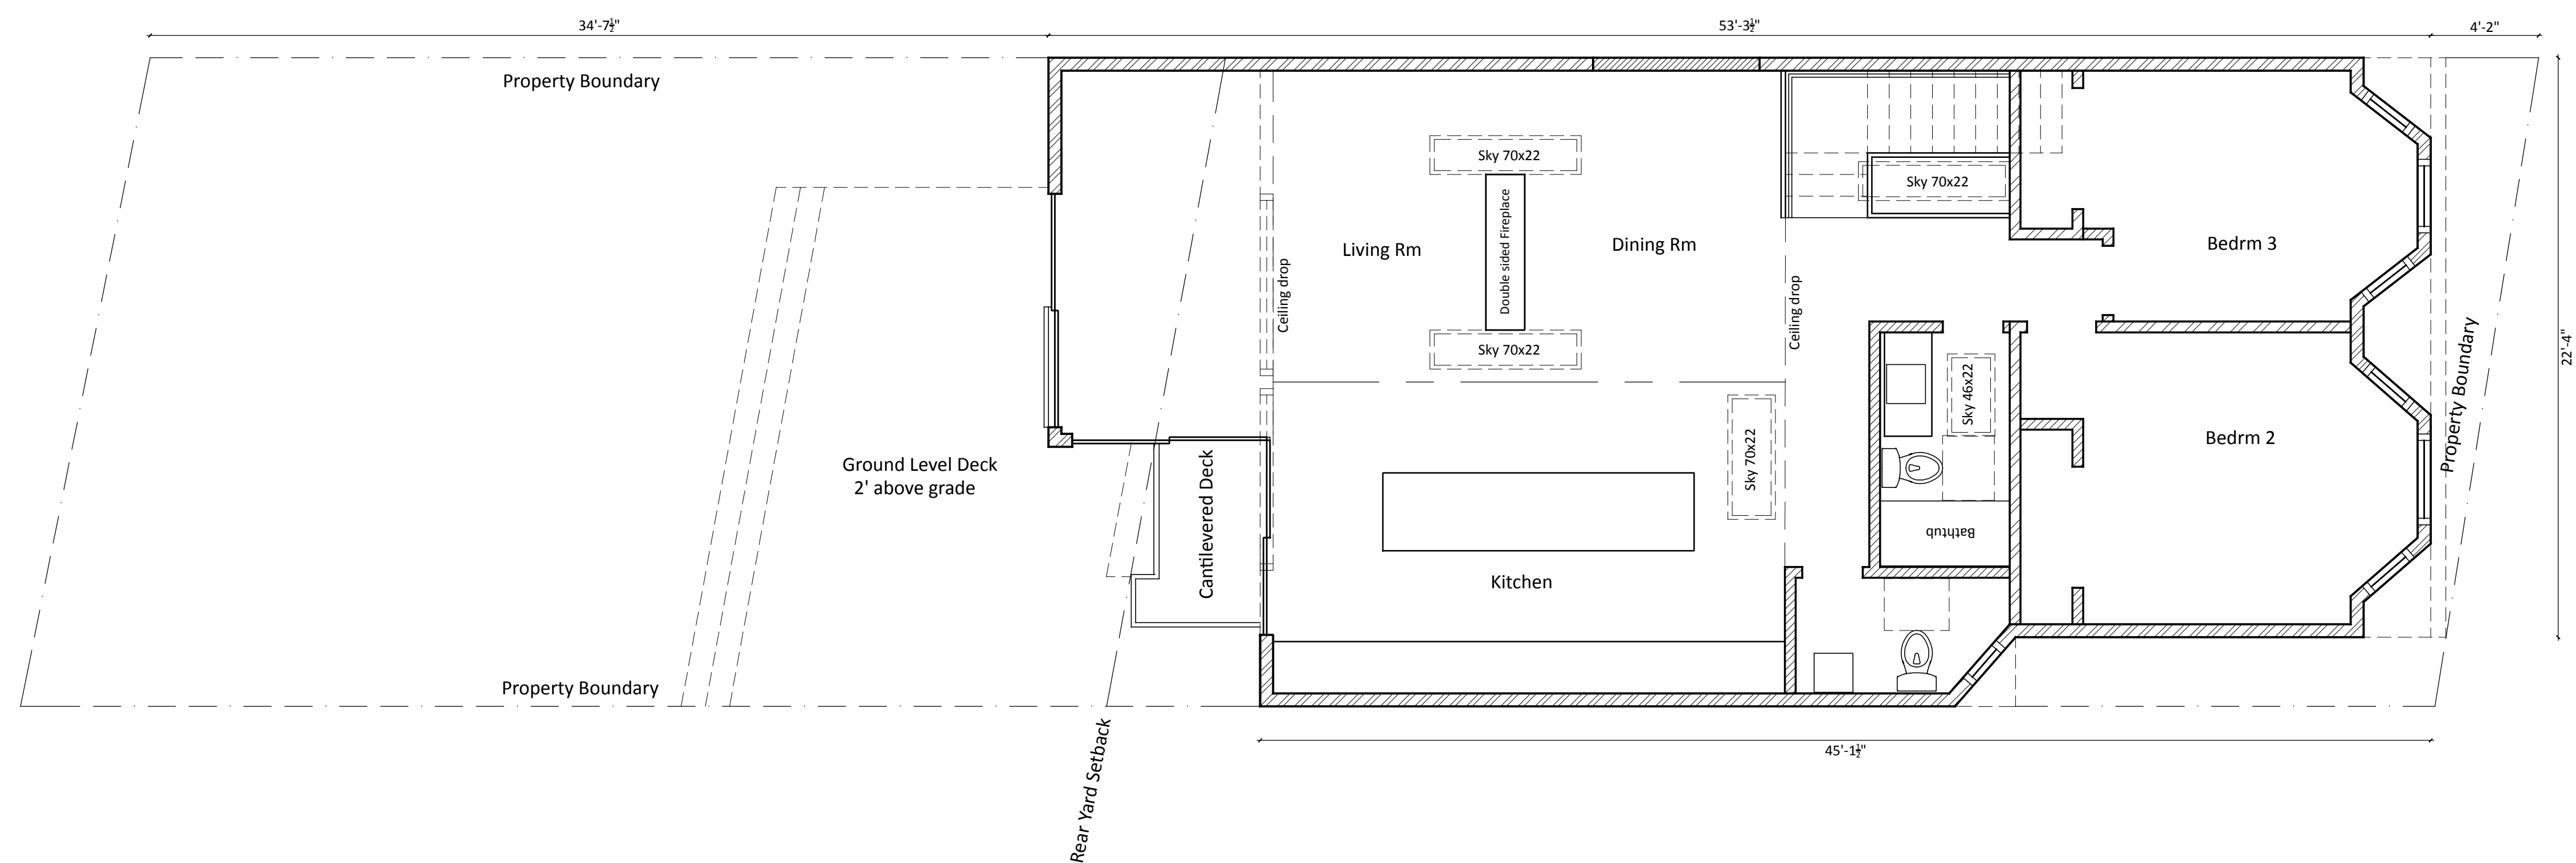 34'-7½"
53'-3½"
4'-2"
Property Boundary
Sky 70x22
Sky 70x22
Double sided Fireplace
Living Rm
Dining Rm
Bedrm 3
Ceiling drop
Ceiling drop
22'-4"
Sky 70x22
Sky 46x22
Property Boundary
Bedrm 2
Sky 70x22
Ground Level Deck
2' above grade
Cantilevered Deck
Bathtub
Kitchen
Property Boundary
45'-1½"
Rear Yard Setback